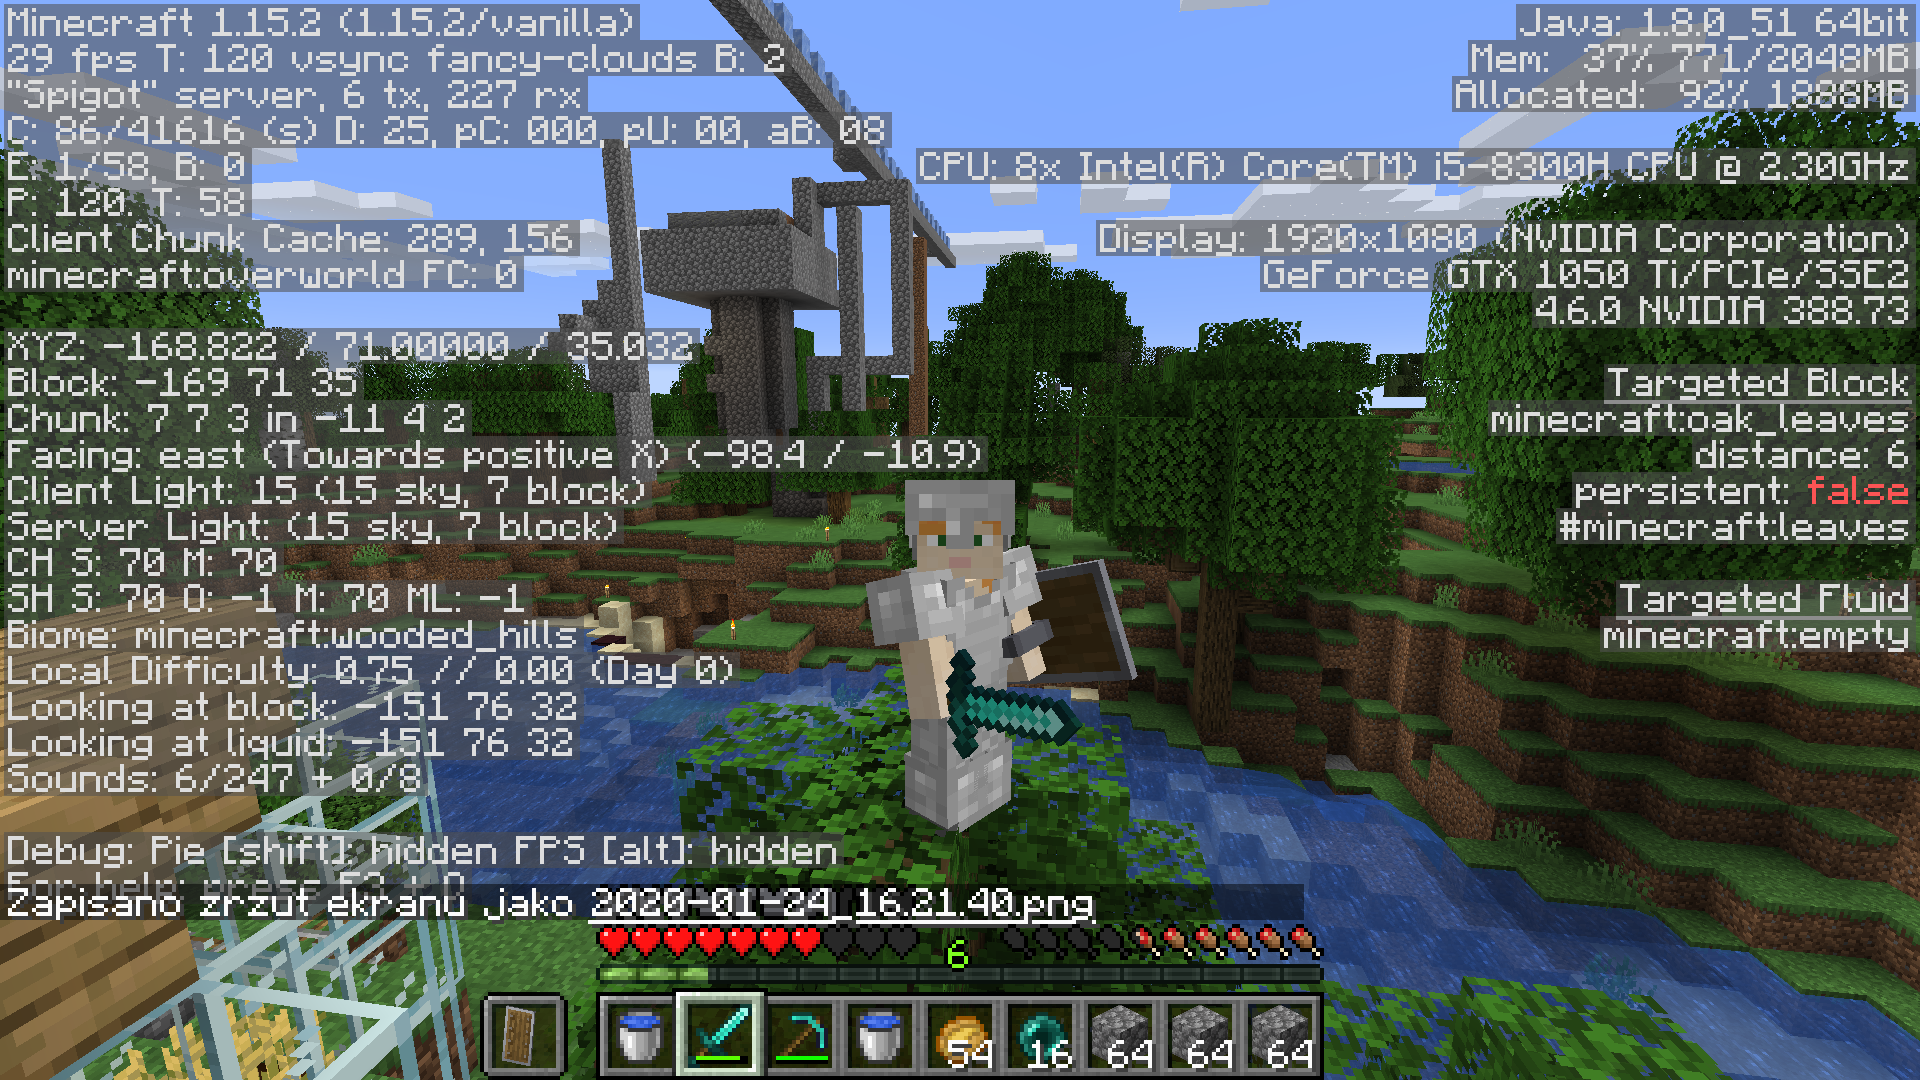 Minecraft 1.15.2 (1.15.2/vanilla)
29 fps T: 120 vsync fancy-clouds B: 2
"Spigot" server, 6 tx, 227 rx
C: 86/41616 (s) D: 25, pC: 000, pU: 00, aB: 08
E: 1/58, B: 0
P: 120. T: 58
Client Chunk Cache: 289, 156
minecraft:overworld FC: 0
XYZ: -168.822 / 71.00000 / 35.032
Block: -169 71 35
Chunk: 7 7 3 in -11 4 2
Facing: east (Towards positive X) (-98.4 / -10.9)
Client Light: 15 (15 sky, 7 block)
Server Light: (15 sky, 7 block)
CH S: 70 M: 70
SH S: 70 O: -1 M: 70 ML: -1
Biome: minecraft:wooded_hills
Local Difficulty: 0.75 // 0.00 (Day 0)
Looking at block: -151 76 32
Looking at liquid: -151 76 32
Sounds: 6/247 + 0/8
Debug: Pie [shift]: hidden FPS [alt]: hidden
For help: press F3 + Q
Zapisano zrzut ekranu jako 2020-01-24_16.21.40.png
Java: 1.8.0_51 64bit
Mem: 37% 771/2048MB
Allocated: 92% 1888MB
CPU: 8x Intel(R) Core(TM) i5-8300H CPU @ 2.30GHz
Display: 1920x1080 (NVIDIA Corporation)
GeForce GTX 1050 Ti/PCIe/SSE2
4.6.0 NVIDIA 388.73
Targeted Block
minecraft:oak_leaves
distance: 6
persistent: false
#minecraft:leaves
Targeted Fluid
minecraft:empty
6
54 16 64 64 64